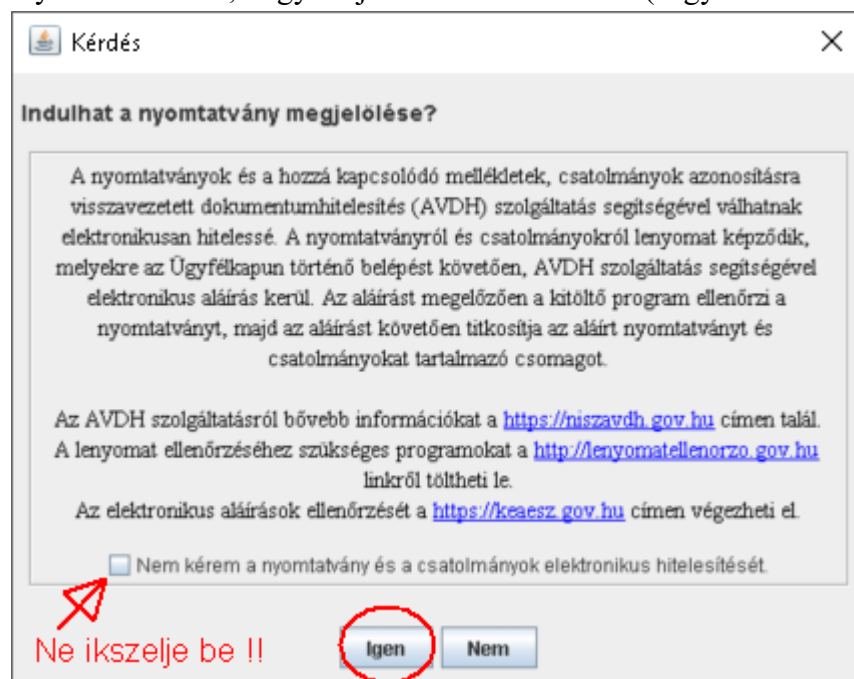 Kérdés
Indulhat a nyomtatvány megjelölése?
A nyomtatványok és a hozzá kapcsolódó mellékletek, csatolmányok azonosításra
visszavezetett dokumentumhitelesítés (AVDH) szolgáltatás segítségével válhatnak
elektronikusan hitelessé. A nyomtatványról és csatolmányokról lenyomat képződik,
melyekre az Ügyfélkapun történő belépést követően, AVDH szolgáltatás segítségével
elektronikus aláírás kerül. Az aláírást megelőzően a kitöltő program ellenőrzi a
nyomtatványt, majd az aláírást követően titkosítja az aláírt nyomtatványt és
csatolmányokat tartalmazó csomagot.
Az AVDH szolgáltatásról bővebb információkat a https://niszavdh.gov.hu címen talál.
A lenyomat ellenőrzéséhez szükséges programokat a http://lenyomatellenorzo.gov.hu
linkről töltheti le.
Az elektronikus aláírások ellenőrzését a https://keaesz.gov.hu címen végezheti el.
Nem kérem a nyomtatvány és a csatolmányok elektronikus hitelesítését.
Ne ikszelje be !!
Igen Nem